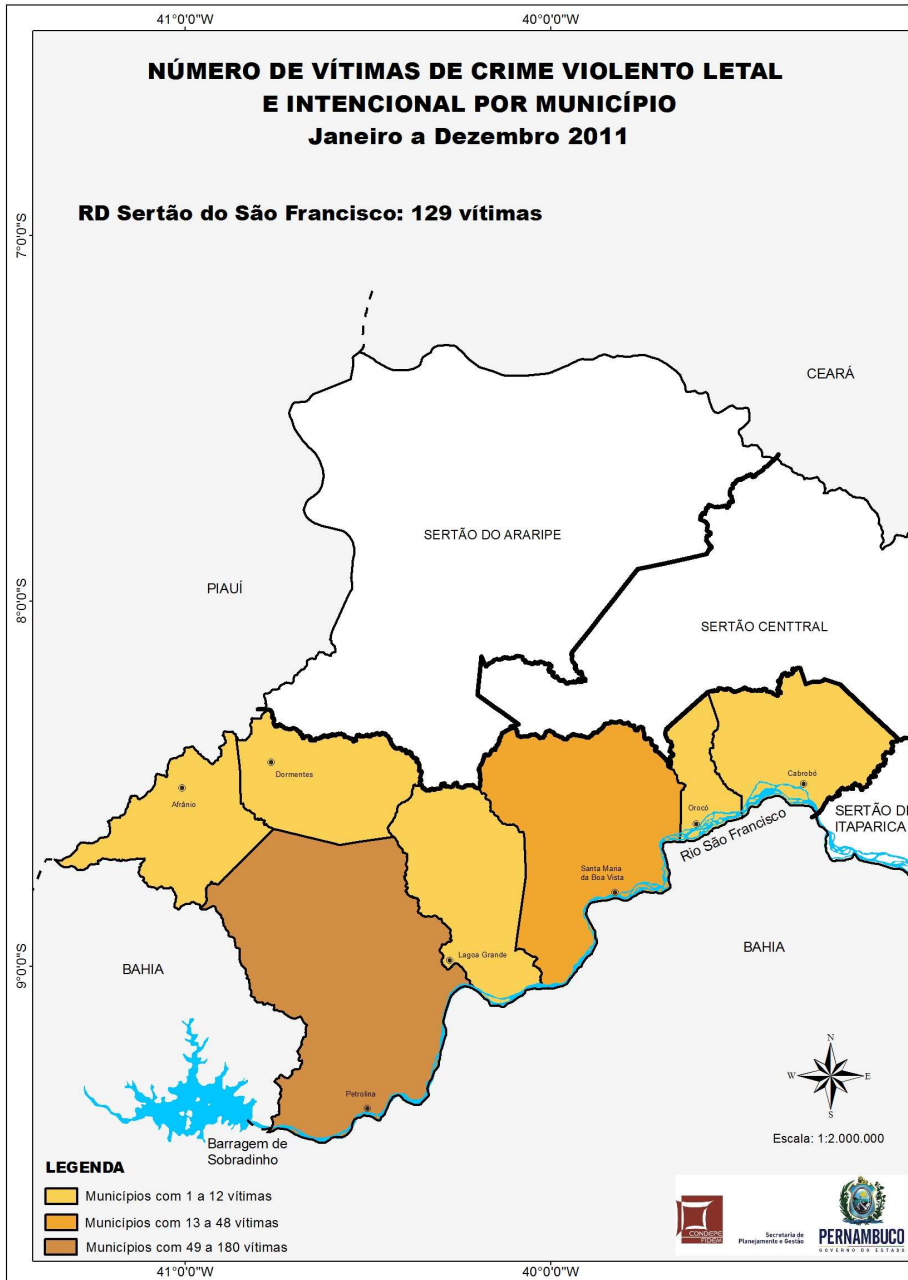 41°0'0"W
40°0'0"W
NÚMERO DE VÍTIMAS DE CRIME VIOLENTO LETAL
E INTENCIONAL POR MUNICÍPIO
Janeiro a Dezembro 2011
RD Sertão do São Francisco: 129 vítimas
7°0'0"S
CEARÁ
SERTÃO DO ARARIPE
PIAUÍ
8°0'0"S
SERTÃO CENTTRAL
Dormentes
Afrânio
Cabrobó
Orocó
SERTÃO DE
ITAPARICA
Rio São Francisco
Santa Maria
da Boa Vista
Lagoa Grande
BAHIA
BAHIA
9°0'0"S
N
W
E
S
Petrolina
Escala: 1:2.000.000
Barragem de
Sobradinho
LEGENDA
Municípios com 1 a 12 vítimas
Municípios com 13 a 48 vítimas
Municípios com 49 a 180 vítimas
CONDEPE
FIDEM
Secretaria de
Planejamento e Gestão
PERNAMBUCO
GOVERNO DO ESTADO
41°0'0"W
40°0'0"W